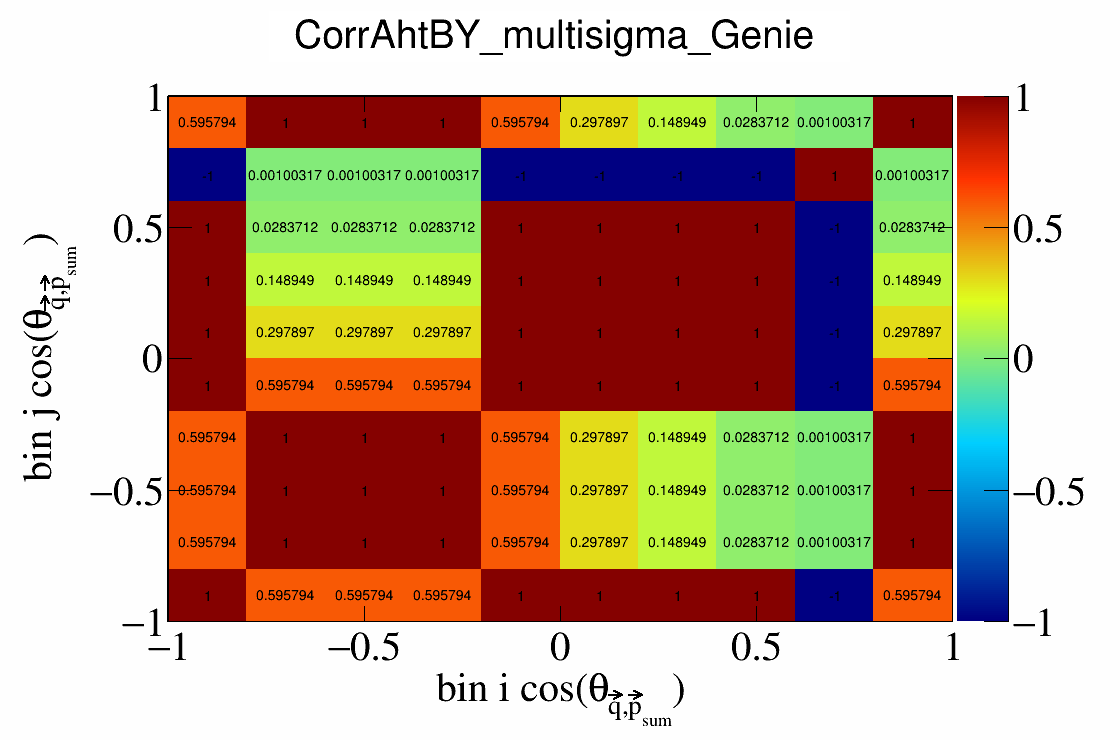 CorrAhtBY_multisigma_Genie
1 0.595794 1 1 1 0.595794 0.297897 0.148949 0.0283712 0.00100317 1 1
-1 0.00100317 0.00100317 0.00100317 -1 -1 -1 -1 1 0.00100317
0.5 1 0.0283712 0.0283712 0.0283712 1 1 1 1 -1 0.0283712 0.5
1 0.148949 0.148949 0.148949 1 1 1 1 -1 0.148949
1 0.297897 0.297897 0.297897 1 1 1 1 -1 0.297897
0 0
1 0.595794 0.595794 0.595794 1 1 1 1 -1 0.595794
0.595794 1 1 1 0.595794 0.297897 0.148949 0.0283712 0.00100317 1
−0.5 0.595794 1 1 1 0.595794 0.297897 0.148949 0.0283712 0.00100317 1 −0.5
0.595794 1 1 1 0.595794 0.297897 0.148949 0.0283712 0.00100317 1
1 0.595794 0.595794 0.595794 1 1 1 1 -1 0.595794
−1 −1
−1 −0.5 0 0.5 1
bin i cos(θq⃗,p⃗sum)
bin j cos(θq⃗,p⃗sum)